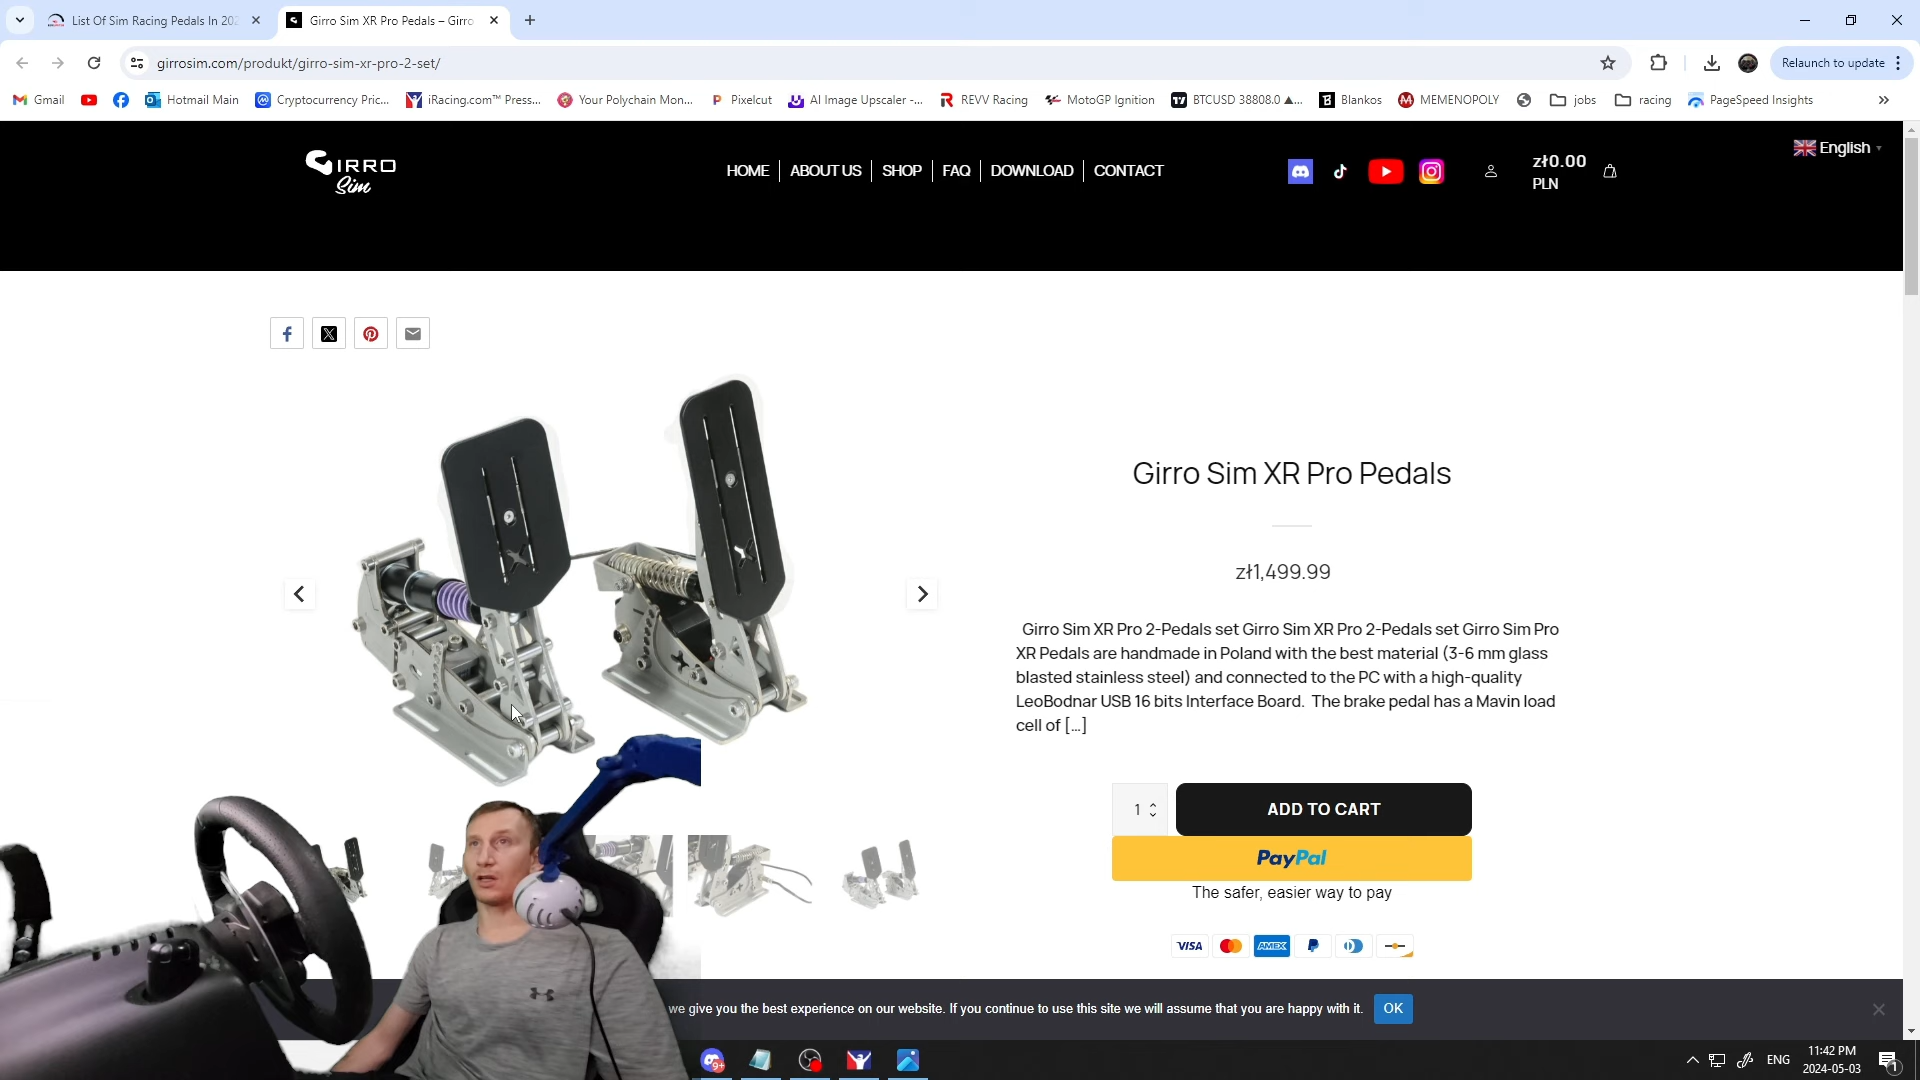 List Of Sim Racing Pedals In 202
Girro Sim XR Pro Pedals – Girro
girrosim.com/produkt/girro-sim-xr-pro-2-set/
Relaunch to update
Gmail
Hotmail Main
Cryptocurrency Pric...
iRacing.com™ Press...
Your Polychain Mon...
Pixelcut
AI Image Upscaler -...
REVV Racing
MotoGP Ignition
BTCUSD 38808.0 ▲...
Blankos
MEMENOPOLY
jobs
racing
PageSpeed Insights
GIRRO
Sim
HOME
ABOUT US
SHOP
FAQ
DOWNLOAD
CONTACT
zł0.00
PLN
English
Girro Sim XR Pro Pedals
zł1,499.99
Girro Sim XR Pro 2-Pedals set Girro Sim XR Pro 2-Pedals set Girro Sim Pro
XR Pedals are handmade in Poland with the best material (3-6 mm glass
blasted stainless steel) and connected to the PC with a high-quality
LeoBodnar USB 16 bits Interface Board. The brake pedal has a Mavin load
cell of [...]
1
ADD TO CART
PayPal
The safer, easier way to pay
VISA
AMEX
we give you the best experience on our website. If you continue to use this site we will assume that you are happy with it.
OK
9+
ENG
11:42 PM
2024-05-03
1